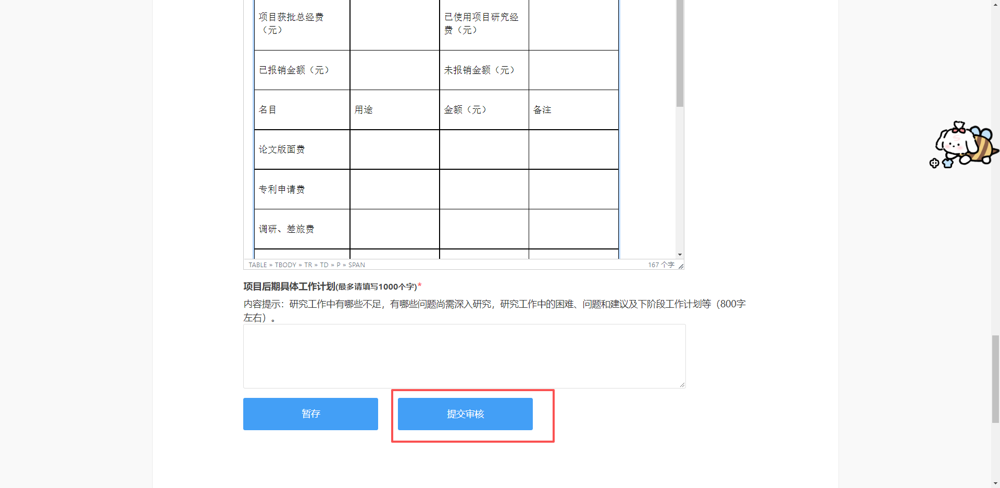 项目获批总经费（元）
已使用项目研究经费（元）
已报销金额（元）
未报销金额（元）
名目
用途
金额（元）
备注
论文版面费
专利申请费
调研、差旅费
TABLE » TBODY » TR » TD » P » SPAN
167 个字
项目后期具体工作计划(最多请填写1000个字)*
内容提示：研究工作中有哪些不足，有哪些问题尚需深入研究，研究工作中的困难、问题和建议及下阶段工作计划等（800字
左右）。
暂存
提交审核